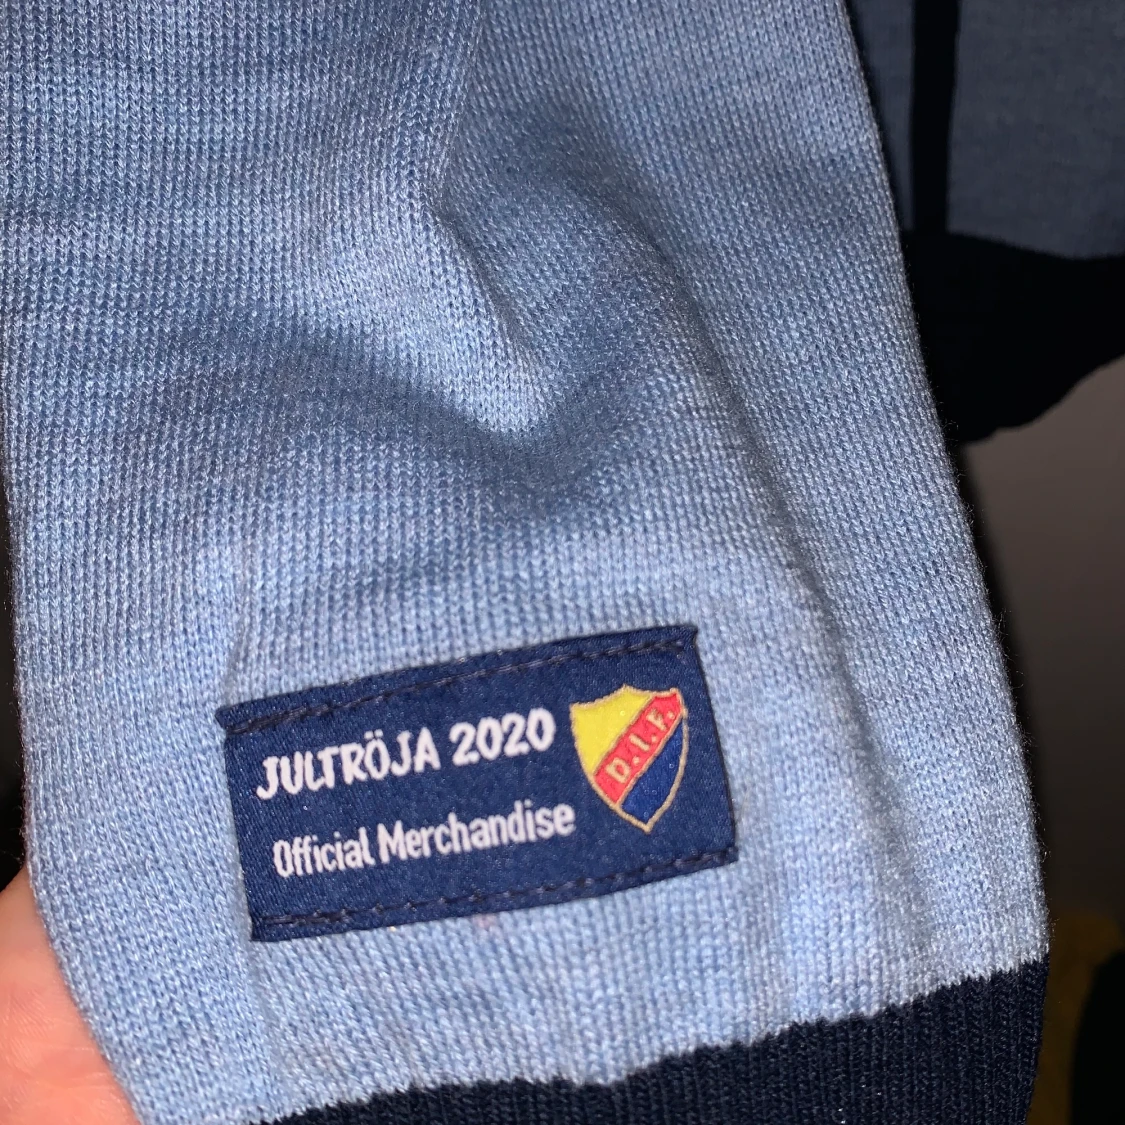 JULTRÖJA 2020
Official Merchandise
D.I.F.